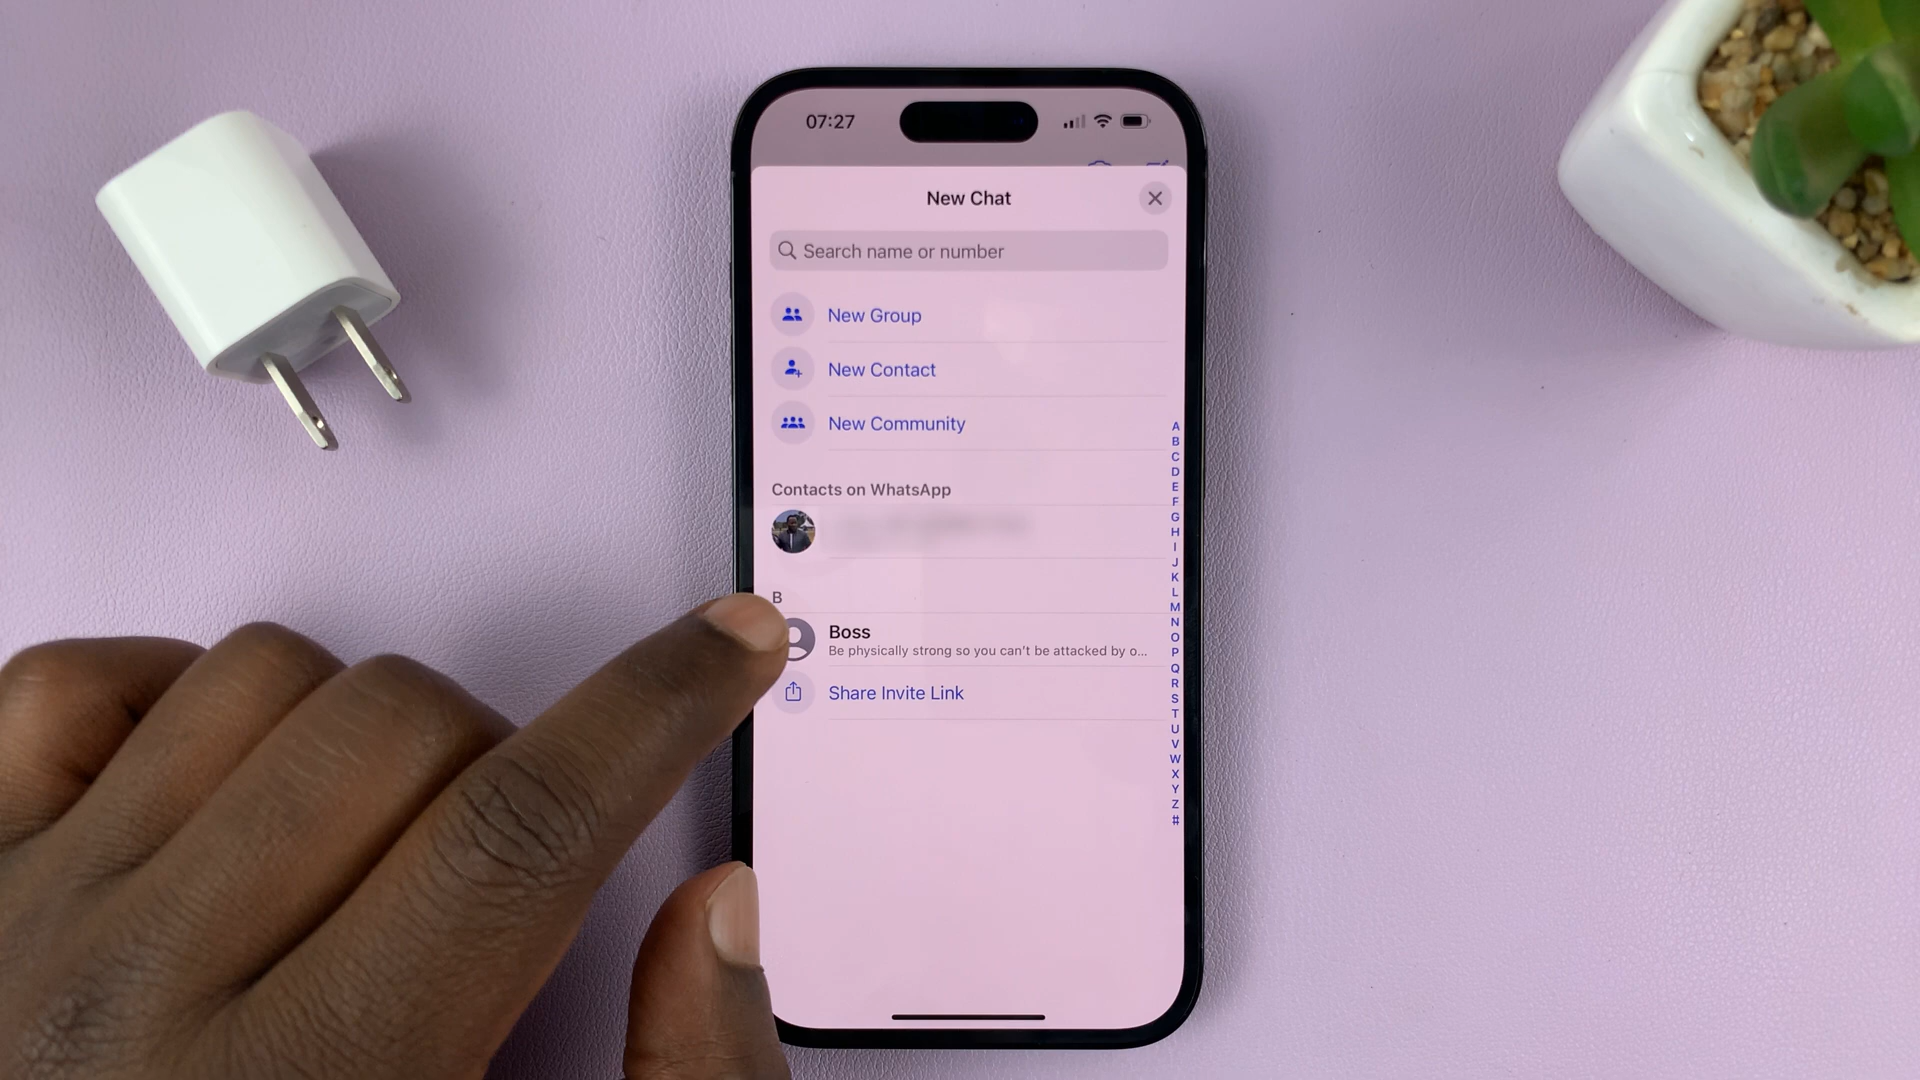 07:27
New Chat
Search name or number
New Group
New Contact
New Community
Contacts on WhatsApp
B
Boss
Be physically strong so you can't be attacked by o...
Share Invite Link
A
B
C
D
E
F
G
H
I
J
K
L
M
N
O
P
Q
R
S
T
U
V
W
X
Y
Z
#